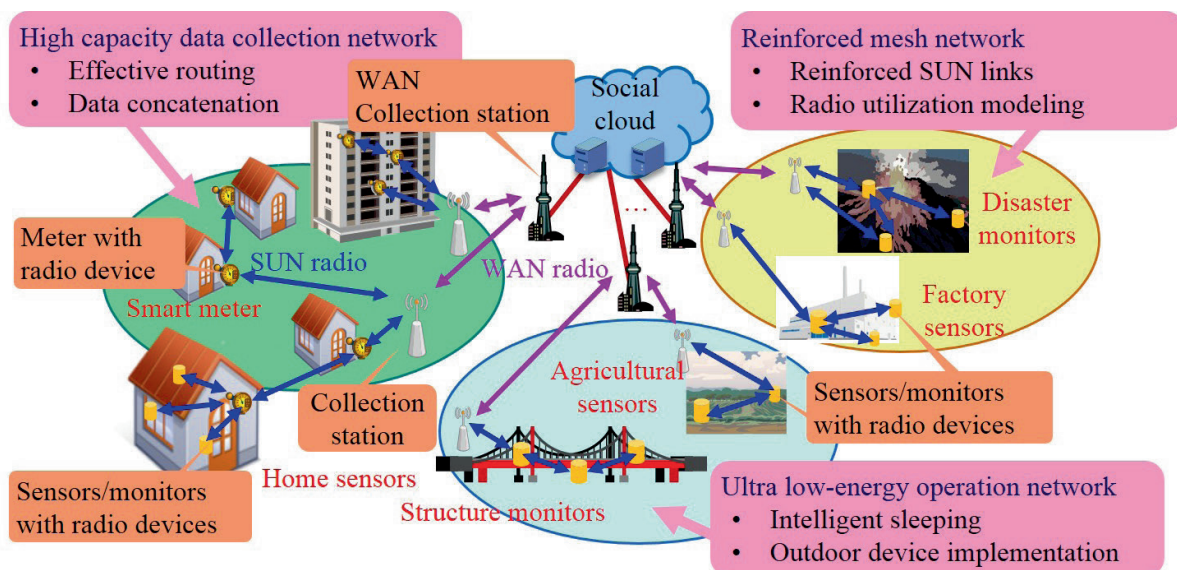 High capacity data collection network
• Effective routing
• Data concatenation
WAN
Collection station
Social
cloud
...
Reinforced mesh network
• Reinforced SUN links
• Radio utilization modeling
Meter with
radio device
SUN radio
Smart meter
WAN radio
Disaster
monitors
Factory
sensors
Collection
station
Agricultural
sensors
Sensors/monitors
with radio devices
Home sensors
Sensors/monitors
with radio devices
Structure monitors
Ultra low-energy operation network
• Intelligent sleeping
• Outdoor device implementation